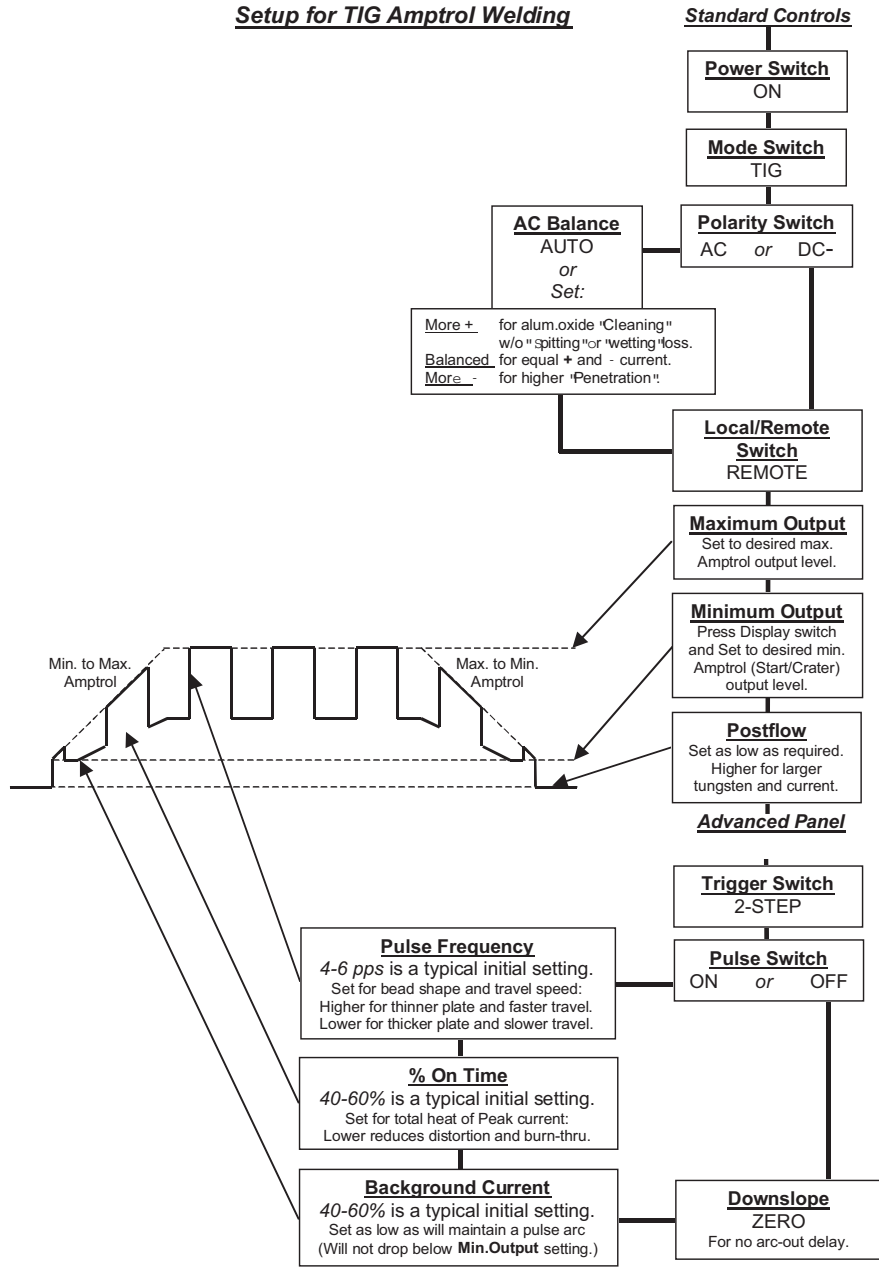 Setup for TIG Amptrol Welding
Standard Controls
Power Switch
ON
Mode Switch
TIG
Polarity Switch
AC or DC-
AC Balance
AUTO
or
Set:
More + for alum.oxide "Cleaning"
w/o "Spitting" or "wetting" loss.
Balanced for equal + and - current.
More - for higher "Penetration".
Local/Remote
Switch
REMOTE
Maximum Output
Set to desired max.
Amptrol output level.
Minimum Output
Press Display switch
and Set to desired min.
Amptrol (Start/Crater)
output level.
Postflow
Set as low as required.
Higher for larger
tungsten and current.
Min. to Max.
Amptrol
Max. to Min.
Amptrol
Advanced Panel
Trigger Switch
2-STEP
Pulse Switch
ON or OFF
Pulse Frequency
4-6 pps is a typical initial setting.
Set for bead shape and travel speed:
Higher for thinner plate and faster travel.
Lower for thicker plate and slower travel.
% On Time
40-60% is a typical initial setting.
Set for total heat of Peak current:
Lower reduces distortion and burn-thru.
Background Current
40-60% is a typical initial setting.
Set as low as will maintain a pulse arc
(Will not drop below Min.Output setting.)
Downslope
ZERO
For no arc-out delay.